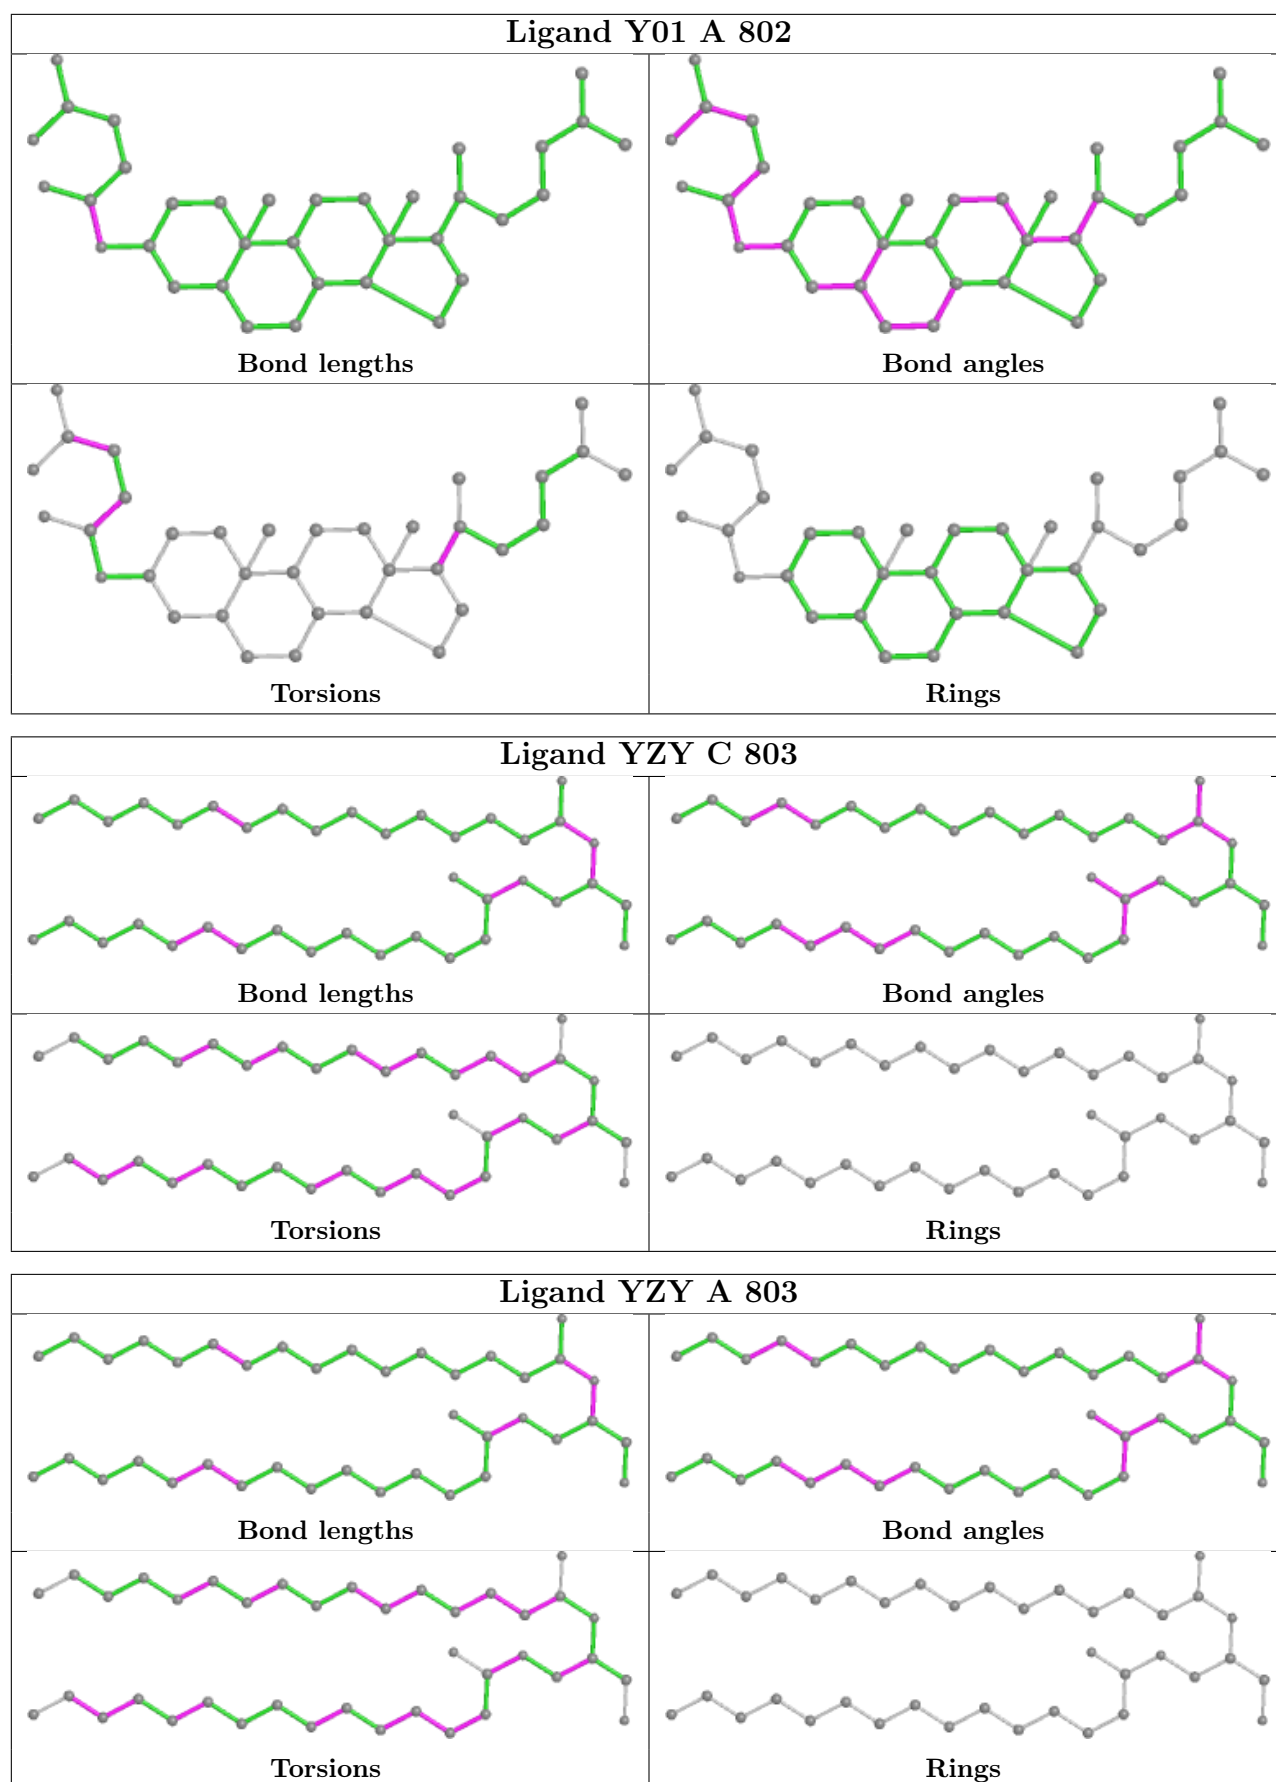 Ligand Y01 A 802
Bond lengths
Bond angles
Torsions
Rings
Ligand YZY C 803
Bond lengths
Bond angles
Torsions
Rings
Ligand YZY A 803
Bond lengths
Bond angles
Torsions
Rings